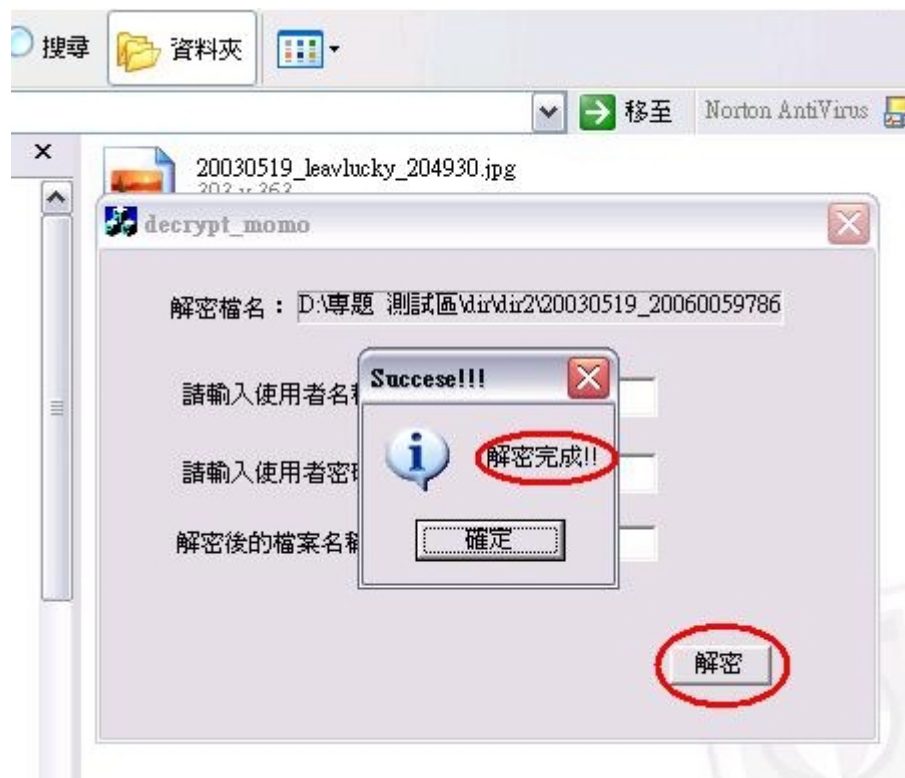 搜尋 資料夾
移至 Norton AntiVirus
20030519_leavlucky_204930.jpg
decrypt_momo
解密檔名： D:\專題 測試區\dir\dir2\20030519_20060059786
Succese!!!
請輸入使用者名
解密完成!!
請輸入使用者密
確定
解密後的檔案名
解密